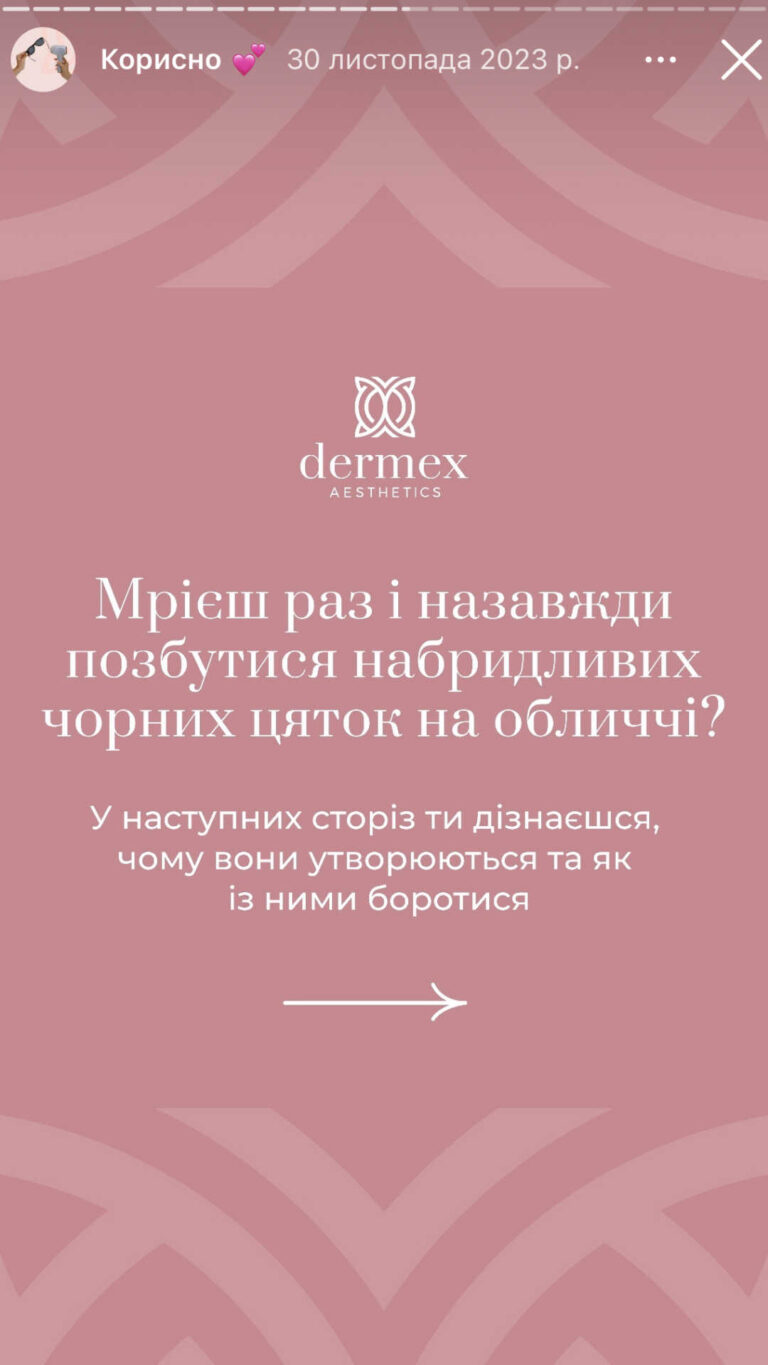 Корисно 💕 30 листопада 2023 р.
dermex
AESTHETICS
Мрієш раз і назавжди
позбутися набридливих
чорних цяток на обличчі?
У наступних сторіз ти дізнаєшся,
чому вони утворюються та як
із ними боротися